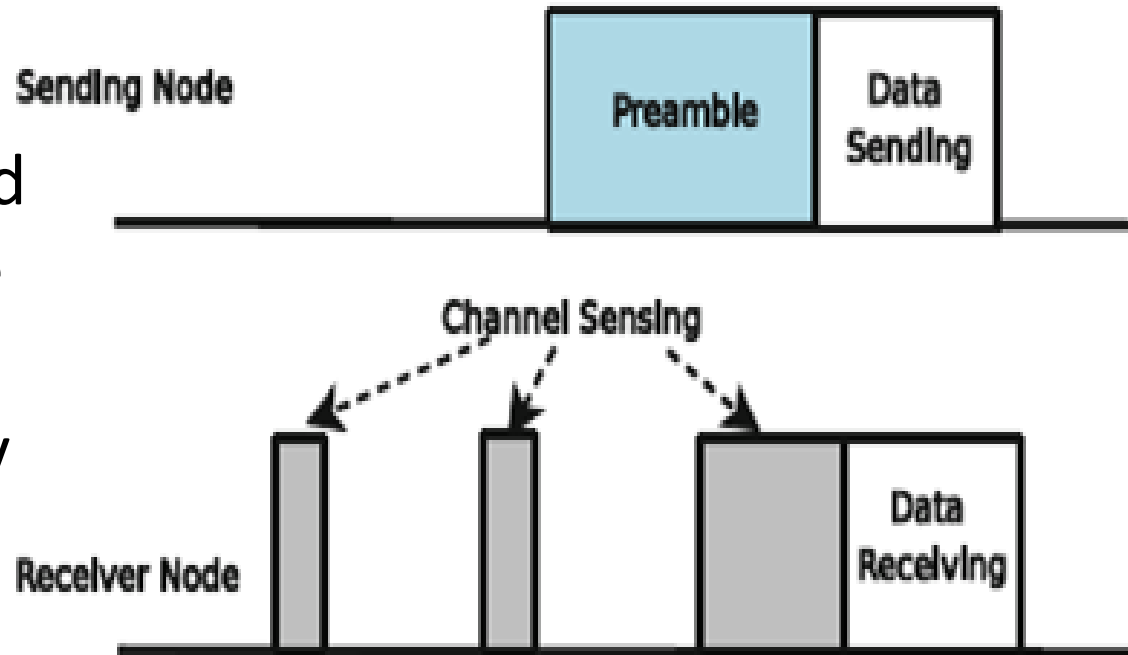 Sending Node
Preamble
Data
Sending
d
Channel Sensing
y
Receiver Node
Data
Receiving